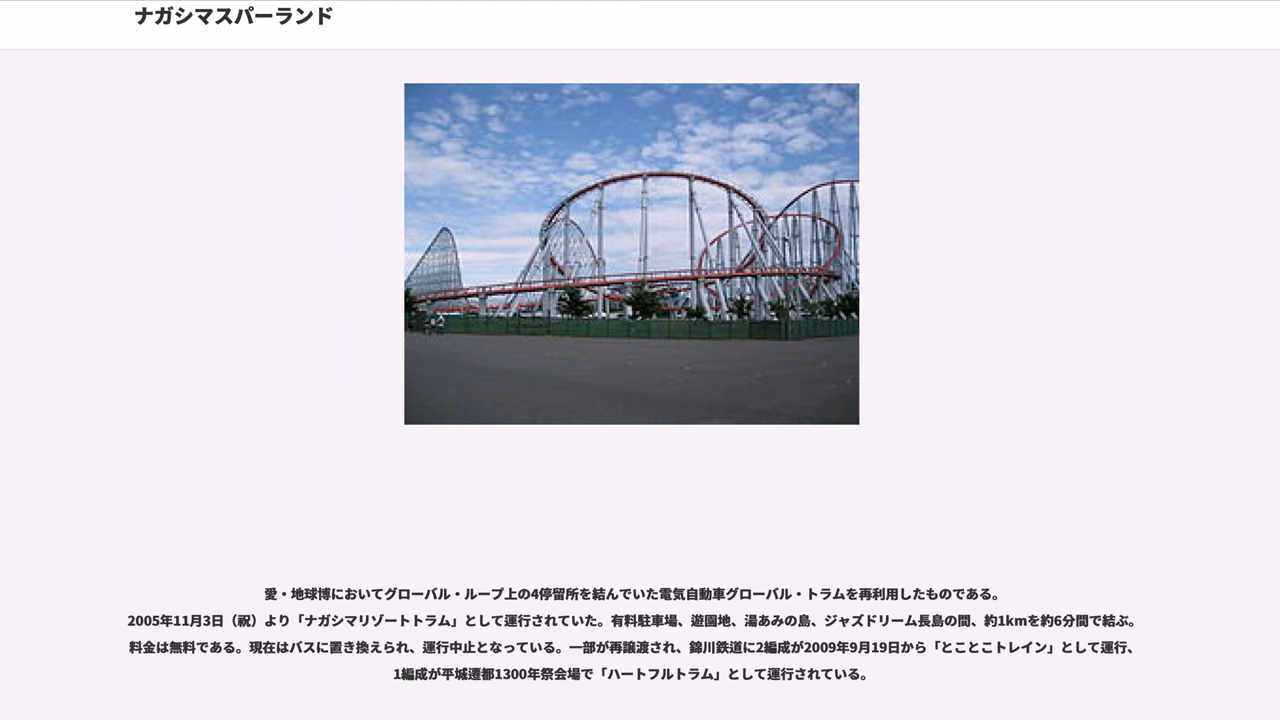 ナガシマスパーランド
愛・地球博においてグローバル・ループ上の4停留所を結んでいた電気自動車グローバル・トラムを再利用したものである。
2005年11月3日（祝）より「ナガシマリゾートトラム」として運行されていた。有料駐車場、遊園地、湯あみの島、ジャズドリーム長島の間、約1kmを約6分間で結ぶ。
料金は無料である。現在はバスに置き換えられ、運行中止となっている。一部が再譲渡され、錦川鉄道に2編成が2009年9月19日から「とことこトレイン」として運行、
1編成が平城遷都1300年祭会場で「ハートフルトラム」として運行されている。